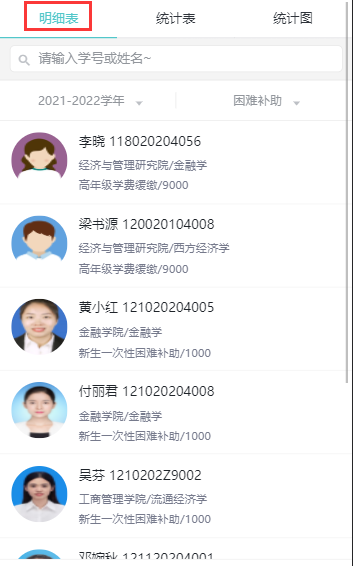 明细表 统计表 统计图
请输入学号或姓名~
2021-2022学年 困难补助
李晓 118020204056
经济与管理研究院/金融学
高年级学费缓缴/9000
梁书源 120020104008
经济与管理研究院/西方经济学
高年级学费缓缴/9000
黄小红 121020204005
金融学院/金融学
新生一次性困难补助/1000
付丽君 121020204008
金融学院/金融学
新生一次性困难补助/1000
吴芬 1210202Z9002
工商管理学院/流通经济学
新生一次性困难补助/1000
邓婉秋 121120204001